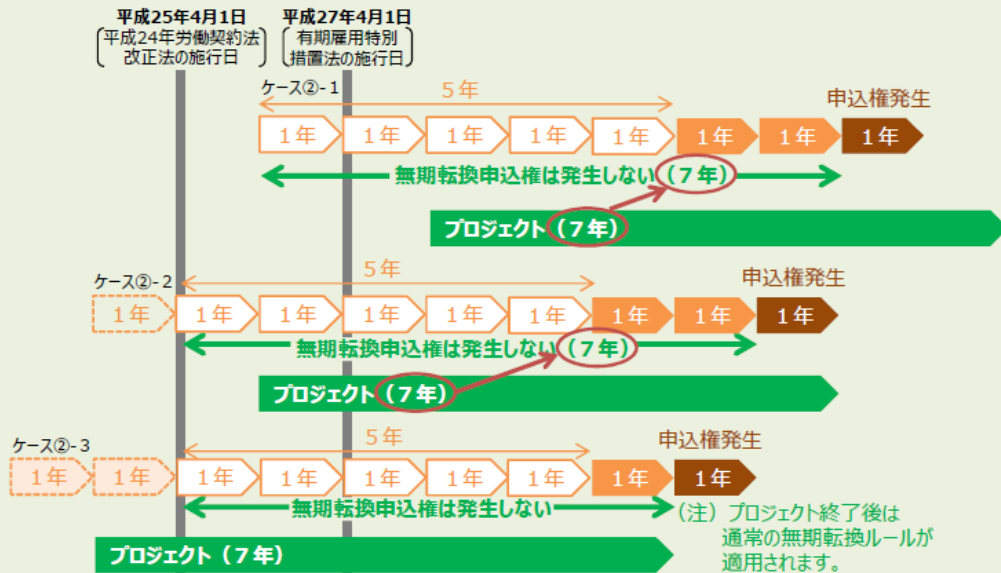 平成25年4月1日
平成24年労働契約法
改正法の施行日
平成27年4月1日
有期雇用特別
措置法の施行日
ケース②-1
5年
申込権発生
1年 1年 1年 1年 1年 1年 1年 1年
無期転換申込権は発生しない(7年)
プロジェクト(7年)
ケース②-2
5年
申込権発生
1年 1年 1年 1年 1年 1年 1年 1年 1年
無期転換申込権は発生しない(7年)
プロジェクト(7年)
ケース②-3
5年
申込権発生
1年 1年 1年 1年 1年 1年 1年 1年 1年
無期転換申込権は発生しない
(注)プロジェクト終了後は
通常の無期転換ルールが
適用されます。
プロジェクト(7年)